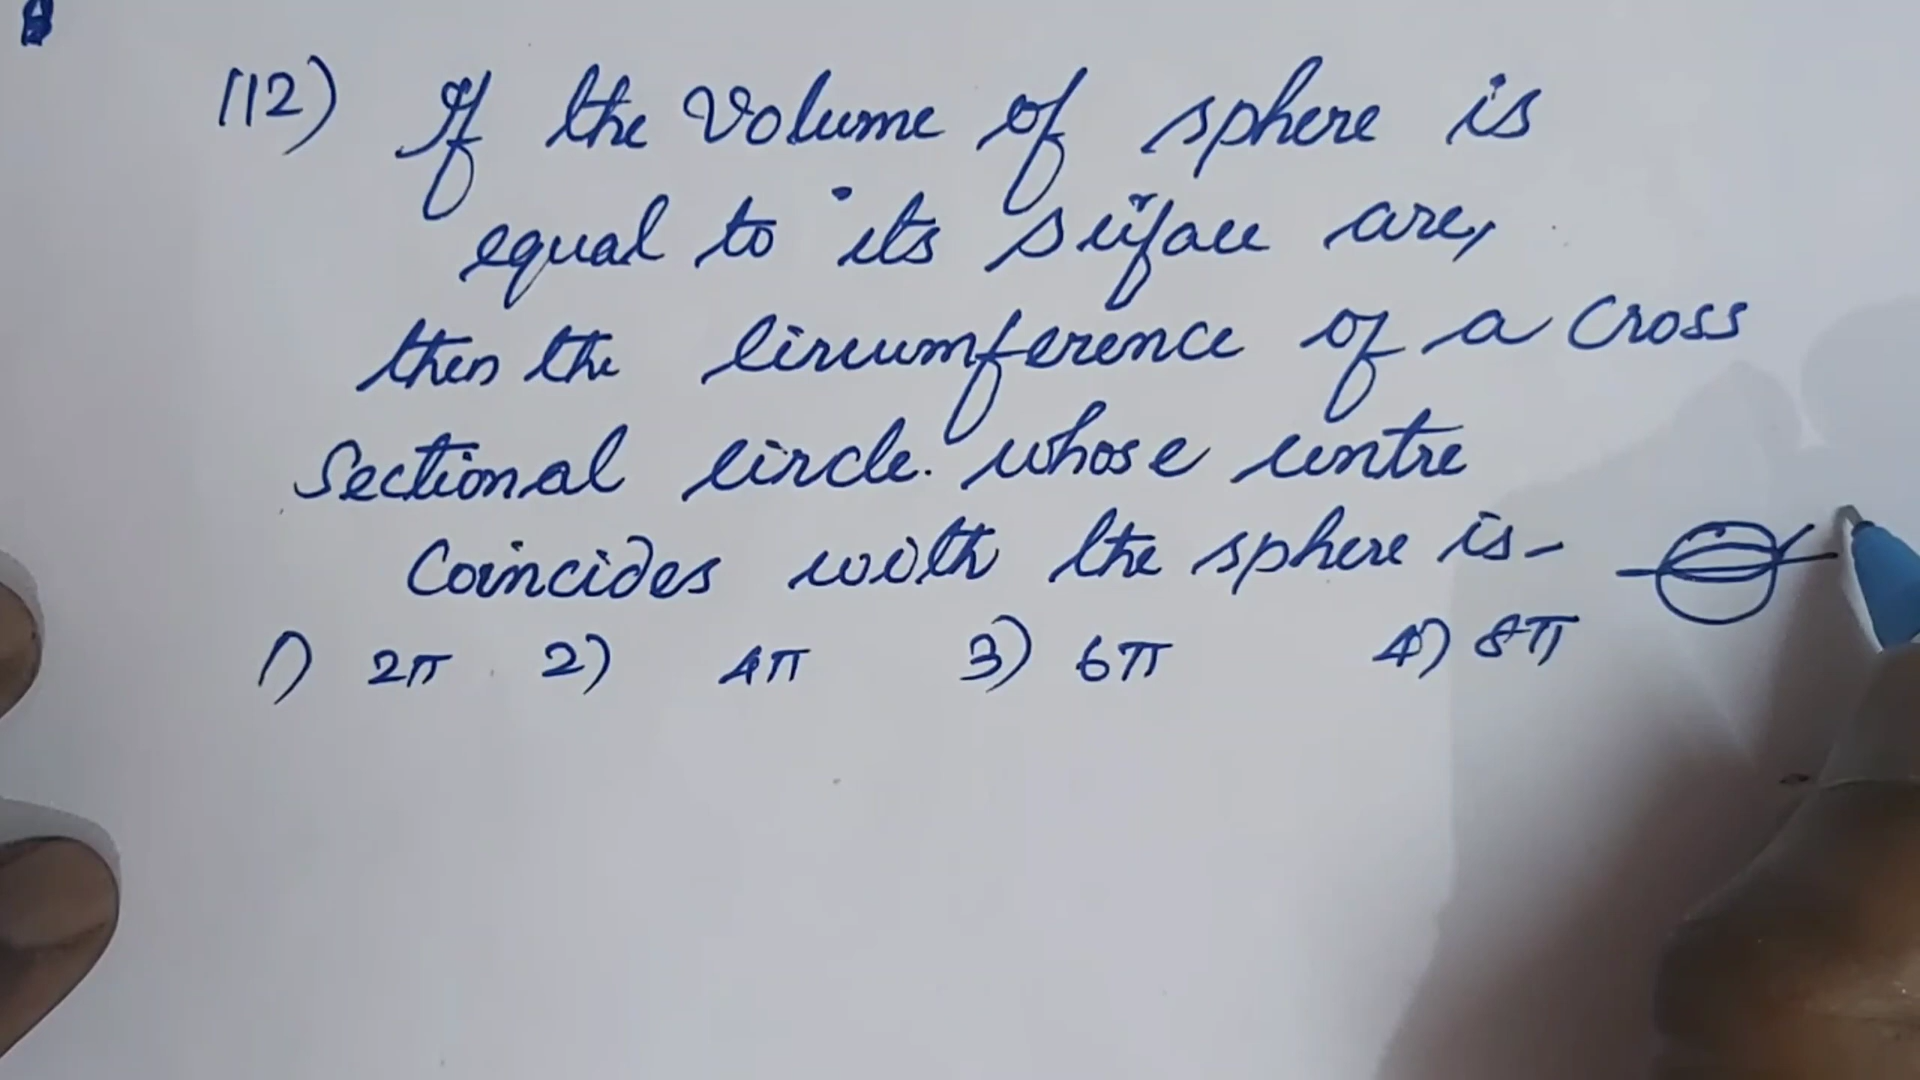 112) If the Volume of sphere is
equal to its surface are,
then the circumference of a cross
Sectional circle. whose centre
Coincides with the sphere is-
1) 2π 2) 4π 3) 6π 4) 8π